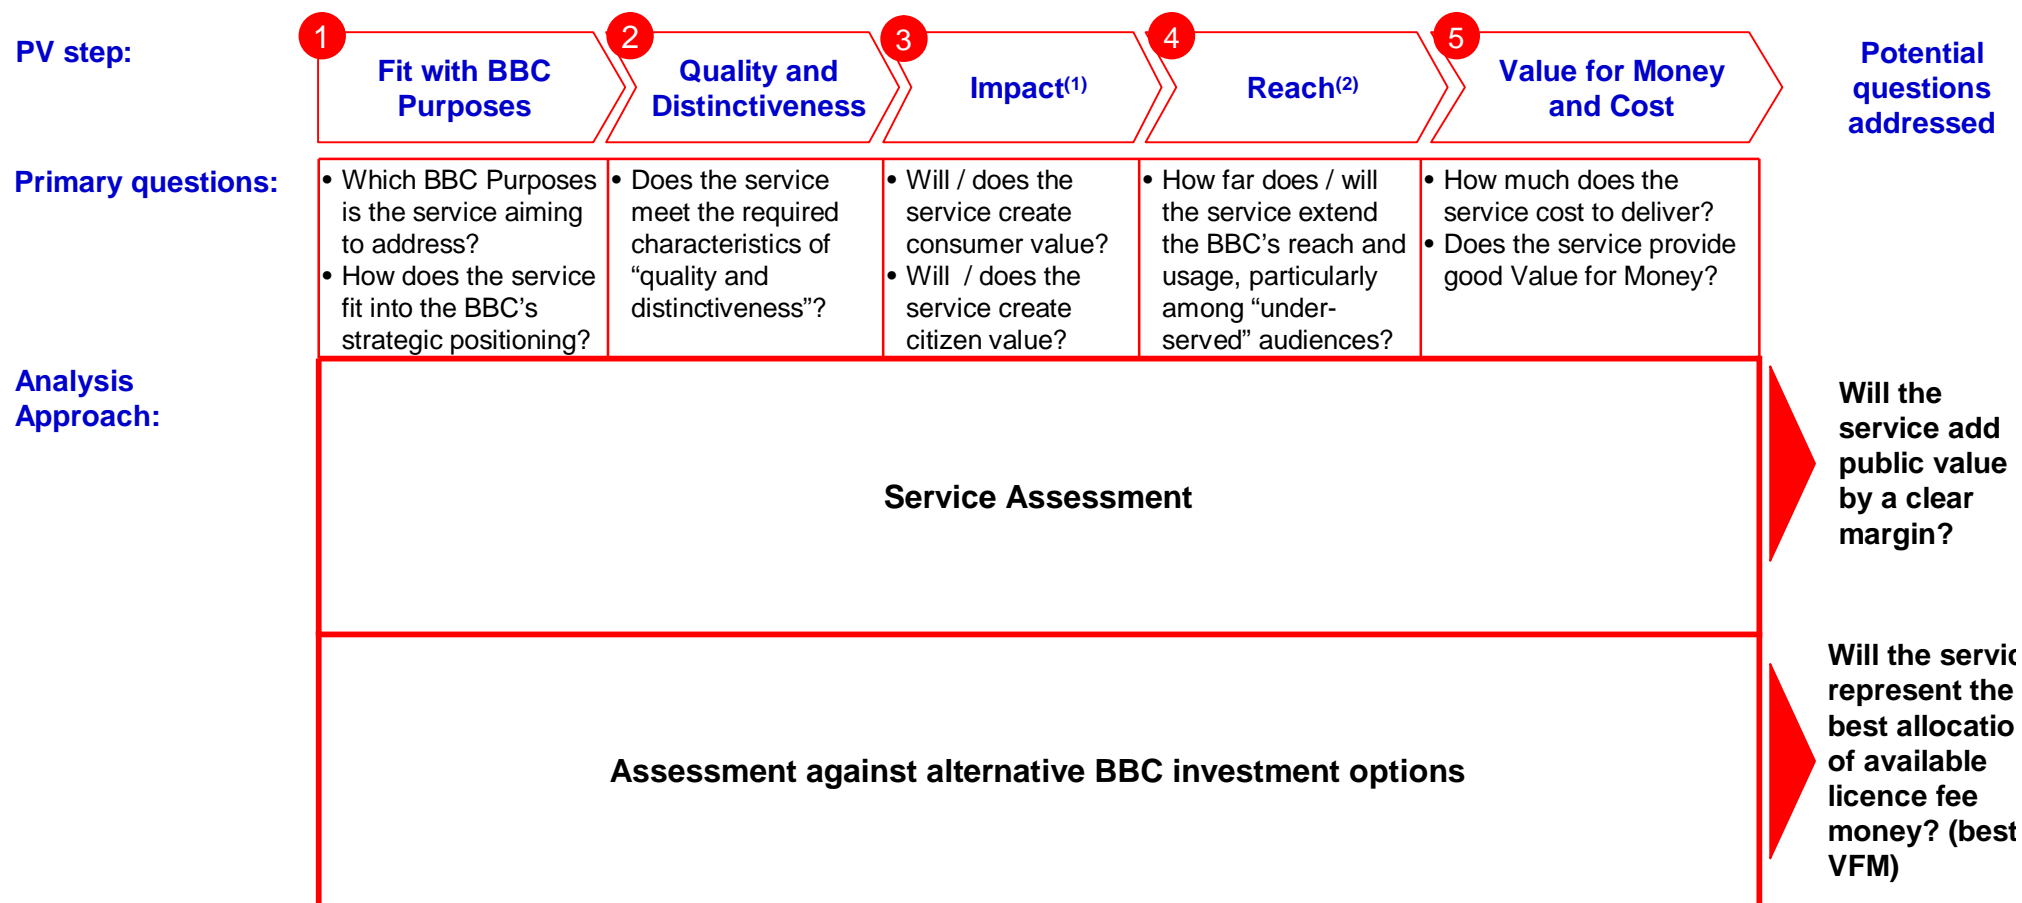 PV step:
1
Fit with BBC
Purposes
2
Quality and
Distinctiveness
3
Impact(1)
4
Reach(2)
5
Value for Money
and Cost
Potential
questions
addressed
Primary questions:
• Which BBC Purposes
is the service aiming
to address?
• How does the service
fit into the BBC's
strategic positioning?
• Does the service
meet the required
characteristics of
“quality and
distinctiveness”?
• Will / does the
service create
consumer value?
• Will / does the
service create
citizen value?
• How far does / will
the service extend
the BBC's reach and
usage, particularly
among “under-
served” audiences?
• How much does the
service cost to deliver?
• Does the service provide
good Value for Money?
Analysis
Approach:
Service Assessment
Will the
service add
public value
by a clear
margin?
Assessment against alternative BBC investment options
Will the servic
represent the
best allocatio
of available
licence fee
money? (best
VFM)